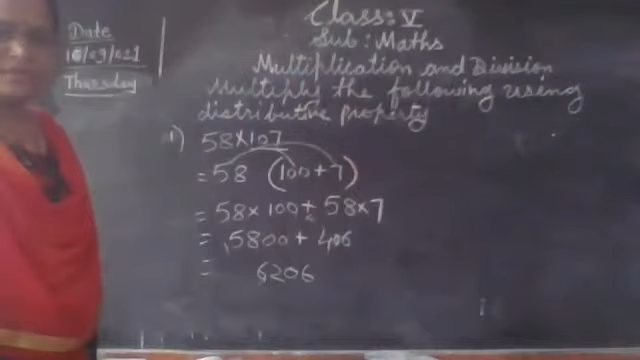 Date
16/09/021
Thursday
Class: V
Sub: Maths
Multiplication and Division
Multiply the following using
distributive property
1) 58×107
= 58 (100+7)
= 58×100+58×7
= 5800+406
= 6206